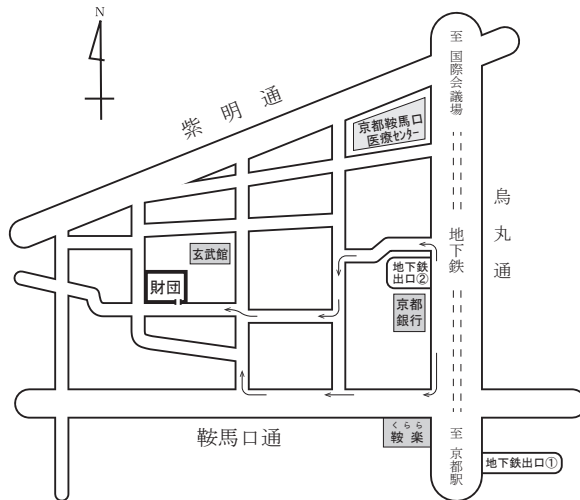 N
至 国際会議場
紫明通
京都鞍馬口
医療センター
烏丸通
地下鉄
玄武館
地下鉄
出口②
財団
京都
銀行
くらら
鞍楽
鞍馬口通
至 京都駅
地下鉄出口①